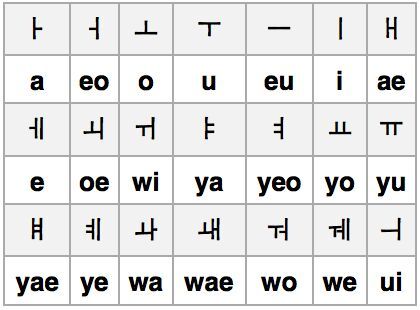 ㅏ ㅓ ㅗ ㅜ ㅡ ㅣ ㅐ
a eo o u eu i ae
ㅔ ㅚ ㅟ ㅑ ㅕ ㅛ ㅠ
e oe wi ya yeo yo yu
ㅒ ㅖ ㅘ ㅙ ㅝ ㅞ ㅢ
yae ye wa wae wo we ui